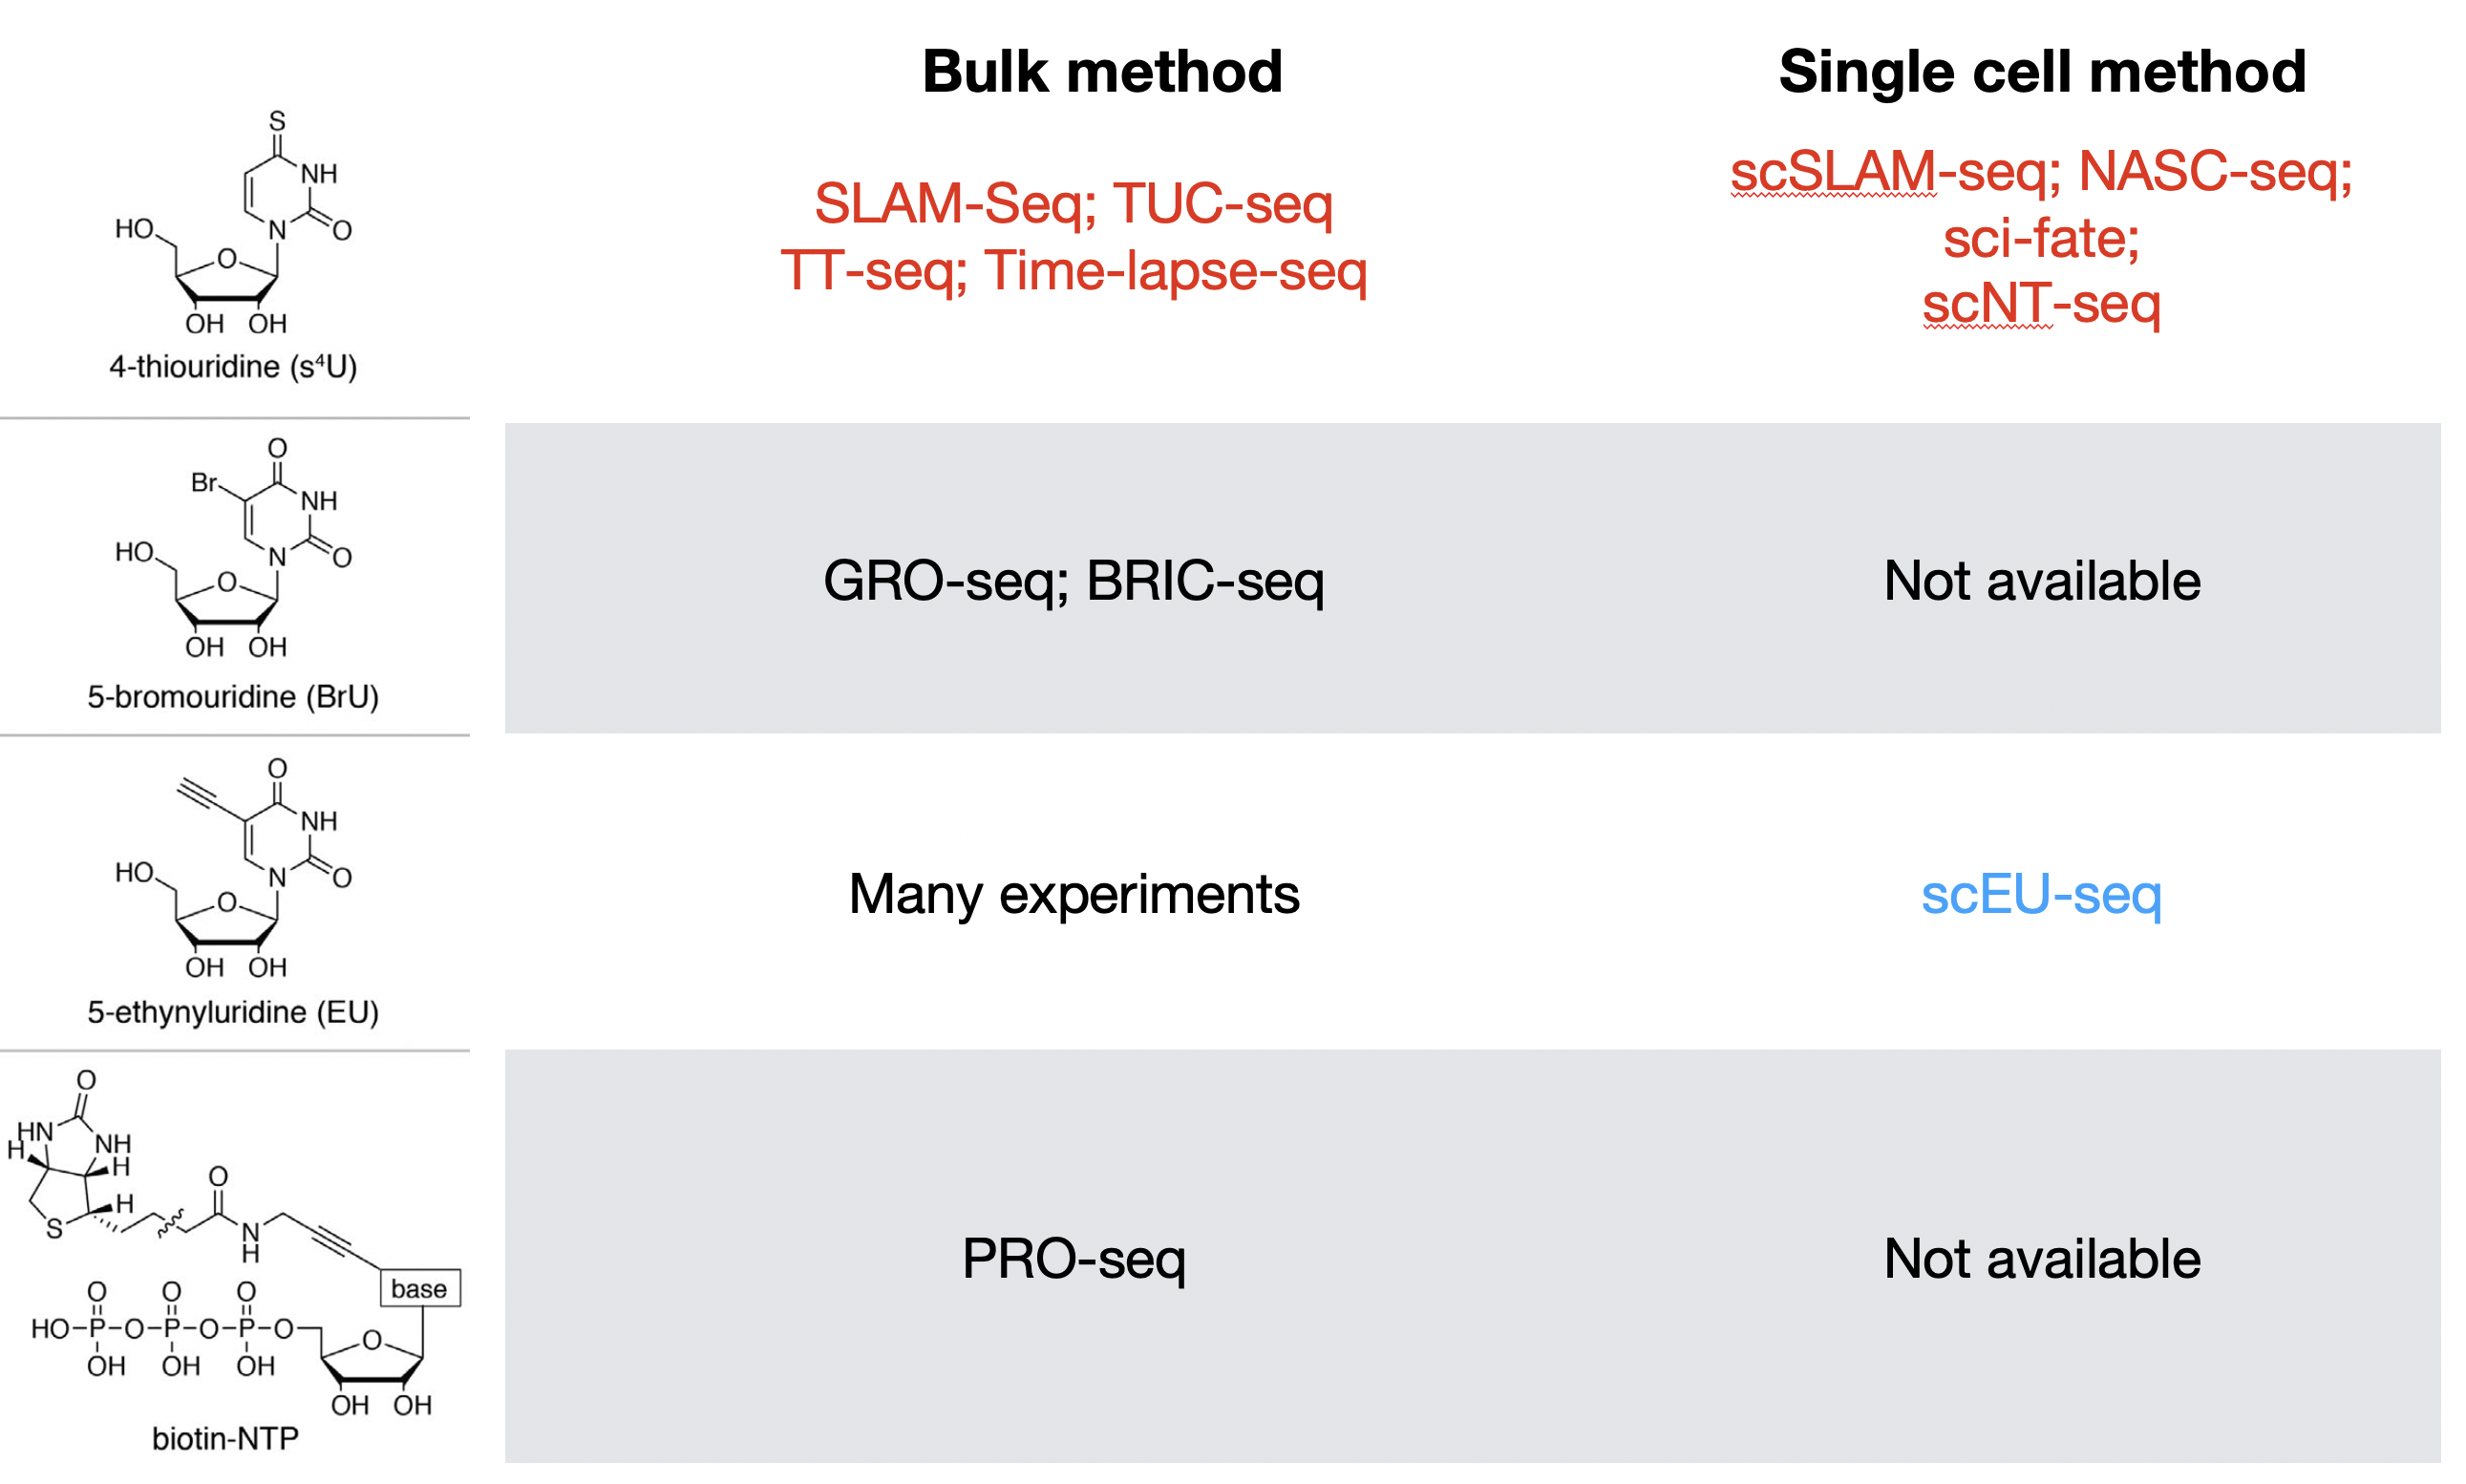 Bulk method
Single cell method
S
NH
N
O
HO
O
OH OH
4-thiouridine (s⁴U)
SLAM-Seq; TUC-seq
TT-seq; Time-lapse-seq
scSLAM-seq; NASC-seq;
sci-fate;
scNT-seq
O
Br
NH
N
O
HO
O
OH OH
5-bromouridine (BrU)
GRO-seq; BRIC-seq
Not available
O
NH
N
O
HO
O
OH OH
5-ethynyluridine (EU)
Many experiments
scEU-seq
O
HN
NH
H
H
H
S
O
N
H
base
O O O
HO-P-O-P-O-P-O
OH OH OH
O
OH OH
biotin-NTP
PRO-seq
Not available